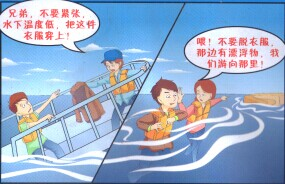 兄弟，不要紧张，
水下温度低，把这件
衣服穿上！
喂！不要脱衣服，
那边有漂浮物，我
们游向那里！